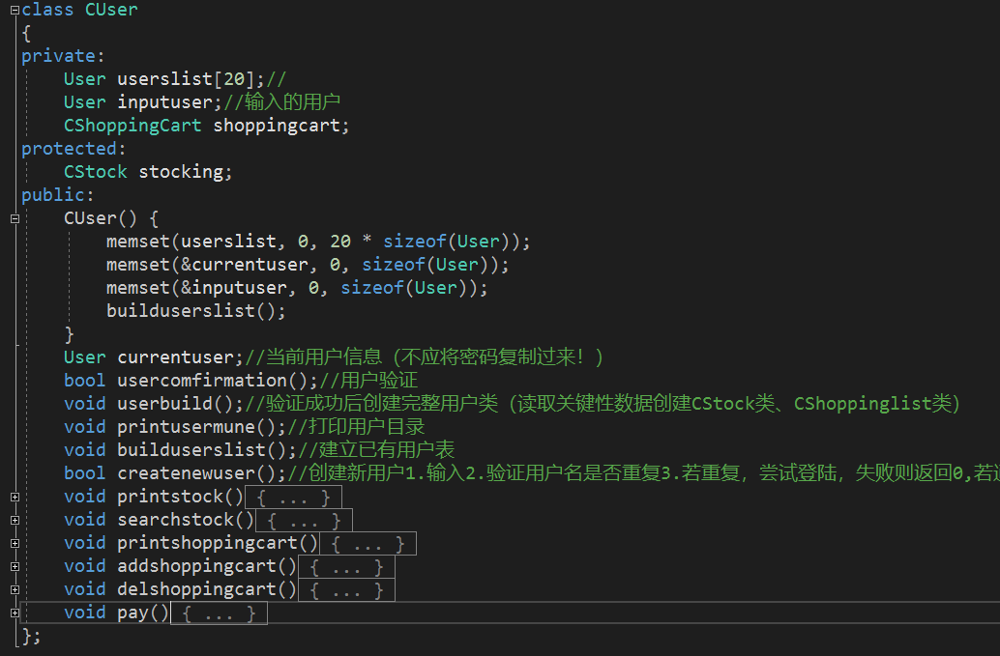 class CUser
{
private:
    User userslist[20];//
    User inputuser;//输入的用户
    CShoppingCart shoppingcart;
protected:
    CStock stocking;
public:
    CUser() {
        memset(userslist, 0, 20 * sizeof(User));
        memset(&currentuser, 0, sizeof(User));
        memset(&inputuser, 0, sizeof(User));
        builduserslist();
    }
    User currentuser;//当前用户信息（不应将密码复制过来！）
    bool usercomfirmation();//用户验证
    void userbuild();//验证成功后创建完整用户类（读取关键性数据创建CStock类、CShoppinglist类）
    void printusermune();//打印用户目录
    void builduserslist();//建立已有用户表
    bool createnewuser();//创建新用户1.输入2.验证用户名是否重复3.若重复，尝试登陆，失败则返回0,若
    void printstock() { ... }
    void searchstock() { ... }
    void printshoppingcart() { ... }
    void addshoppingcart() { ... }
    void delshoppingcart() { ... }
    void pay() { ... }
};